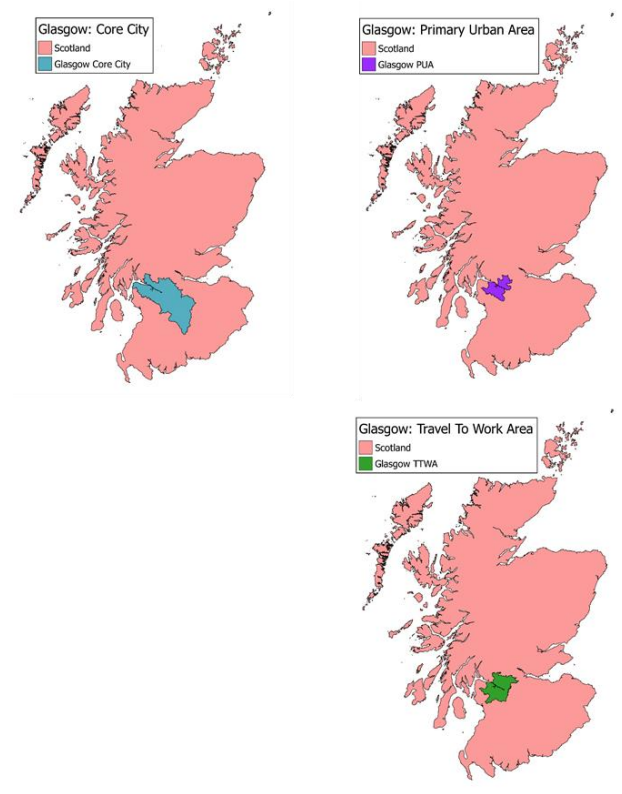 Glasgow: Core City
Scotland
Glasgow Core City
Glasgow: Primary Urban Area
Scotland
Glasgow PUA
Glasgow: Travel To Work Area
Scotland
Glasgow TTWA